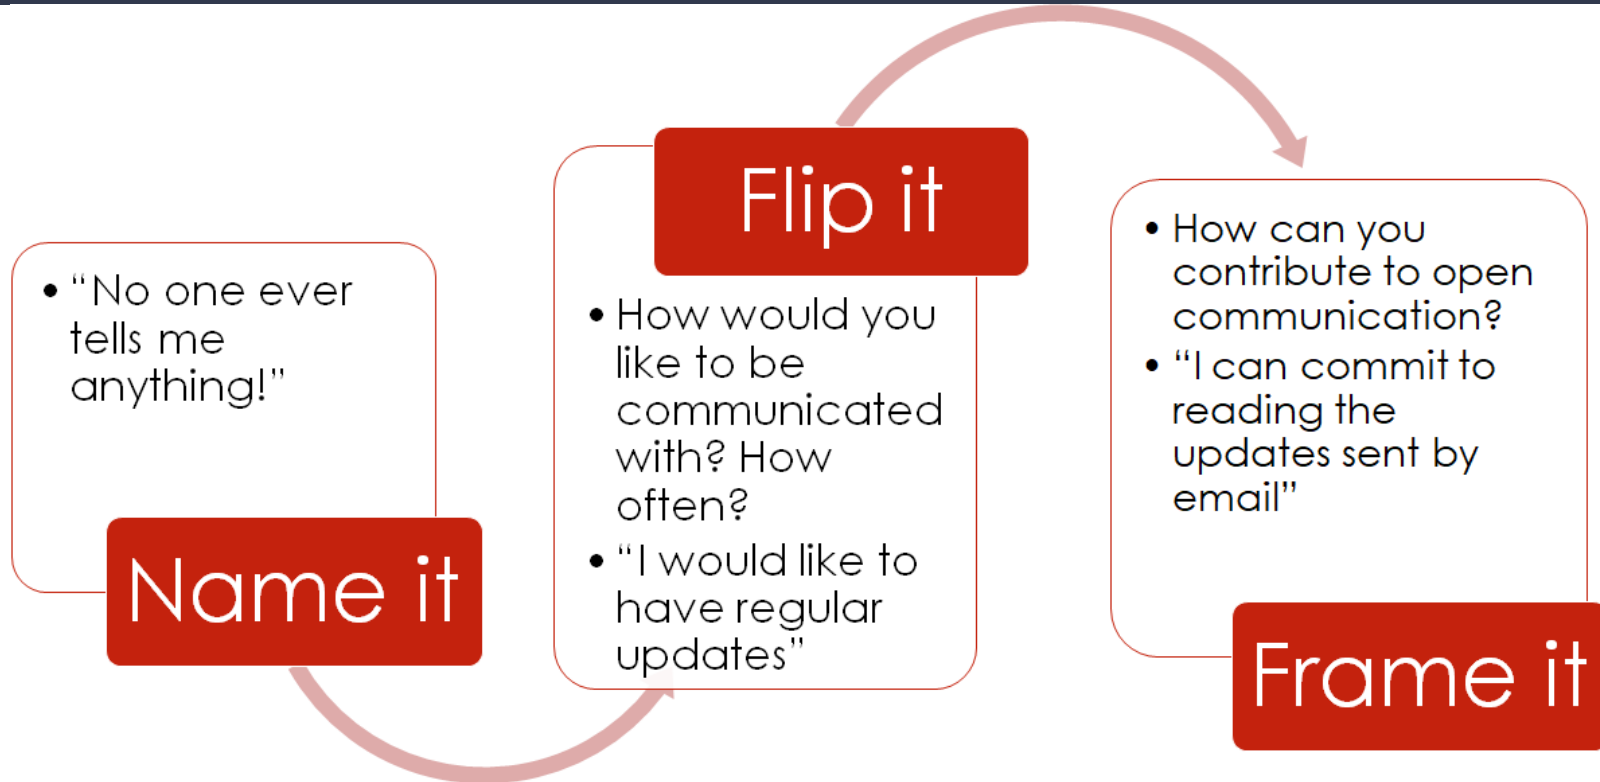 • “No one ever
tells me
anything!”
Name it
Flip it
• How would you
like to be
communicated
with? How
often?
• “I would like to
have regular
updates”
• How can you
contribute to open
communication?
• “I can commit to
reading the
updates sent by
email”
Frame it